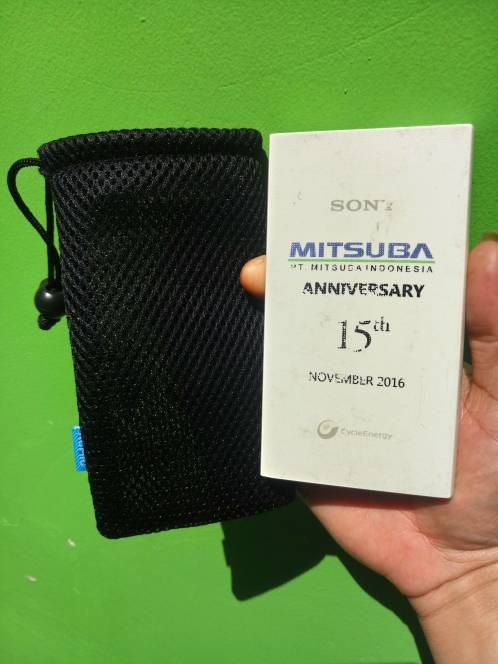 SONY
MITSUBA
PT. MITSUBA INDONESIA
ANNIVERSARY
15th
NOVEMBER 2016
CycleEnergy